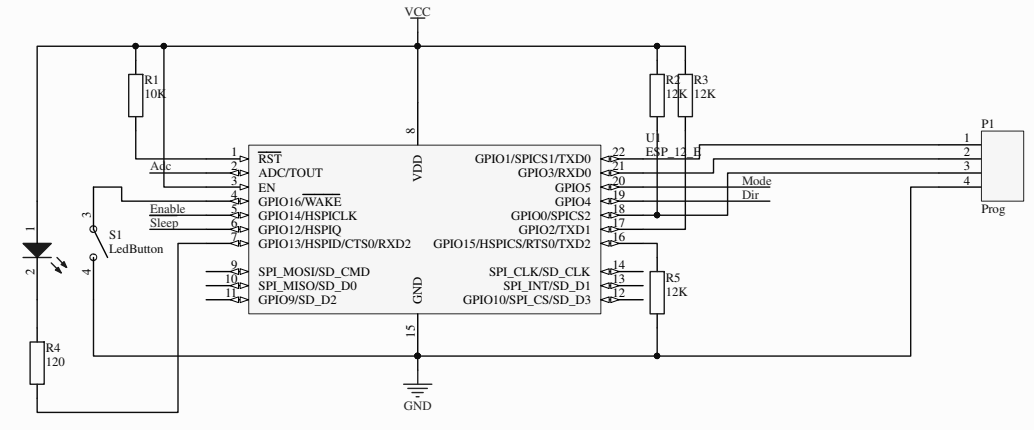 VCC
R1
10K
R2
12K
R3
12K
8
U1
ESP_12_E
P1
1
2
3
4
Prog
Adc
Enable
Sleep
1
2
3
4
5
6
7
9
10
11
RST
ADC/TOUT
EN
GPIO16/WAKE
GPIO14/HSPICLK
GPIO12/HSPIQ
GPIO13/HSPID/CTS0/RXD2
SPI_MOSI/SD_CMD
SPI_MISO/SD_D0
GPIO9/SD_D2
VDD
GND
GPIO1/SPICS1/TXD0
GPIO3/RXD0
GPIO5
GPIO4
GPIO0/SPICS2
GPIO2/TXD1
GPIO15/HSPICS/RTS0/TXD2
SPI_CLK/SD_CLK
SPI_INT/SD_D1
GPIO10/SPI_CS/SD_D3
22
21
20
19
18
17
16
14
13
12
Mode
Dir
3
S1
LedButton
4
1
2
R5
12K
15
R4
120
GND